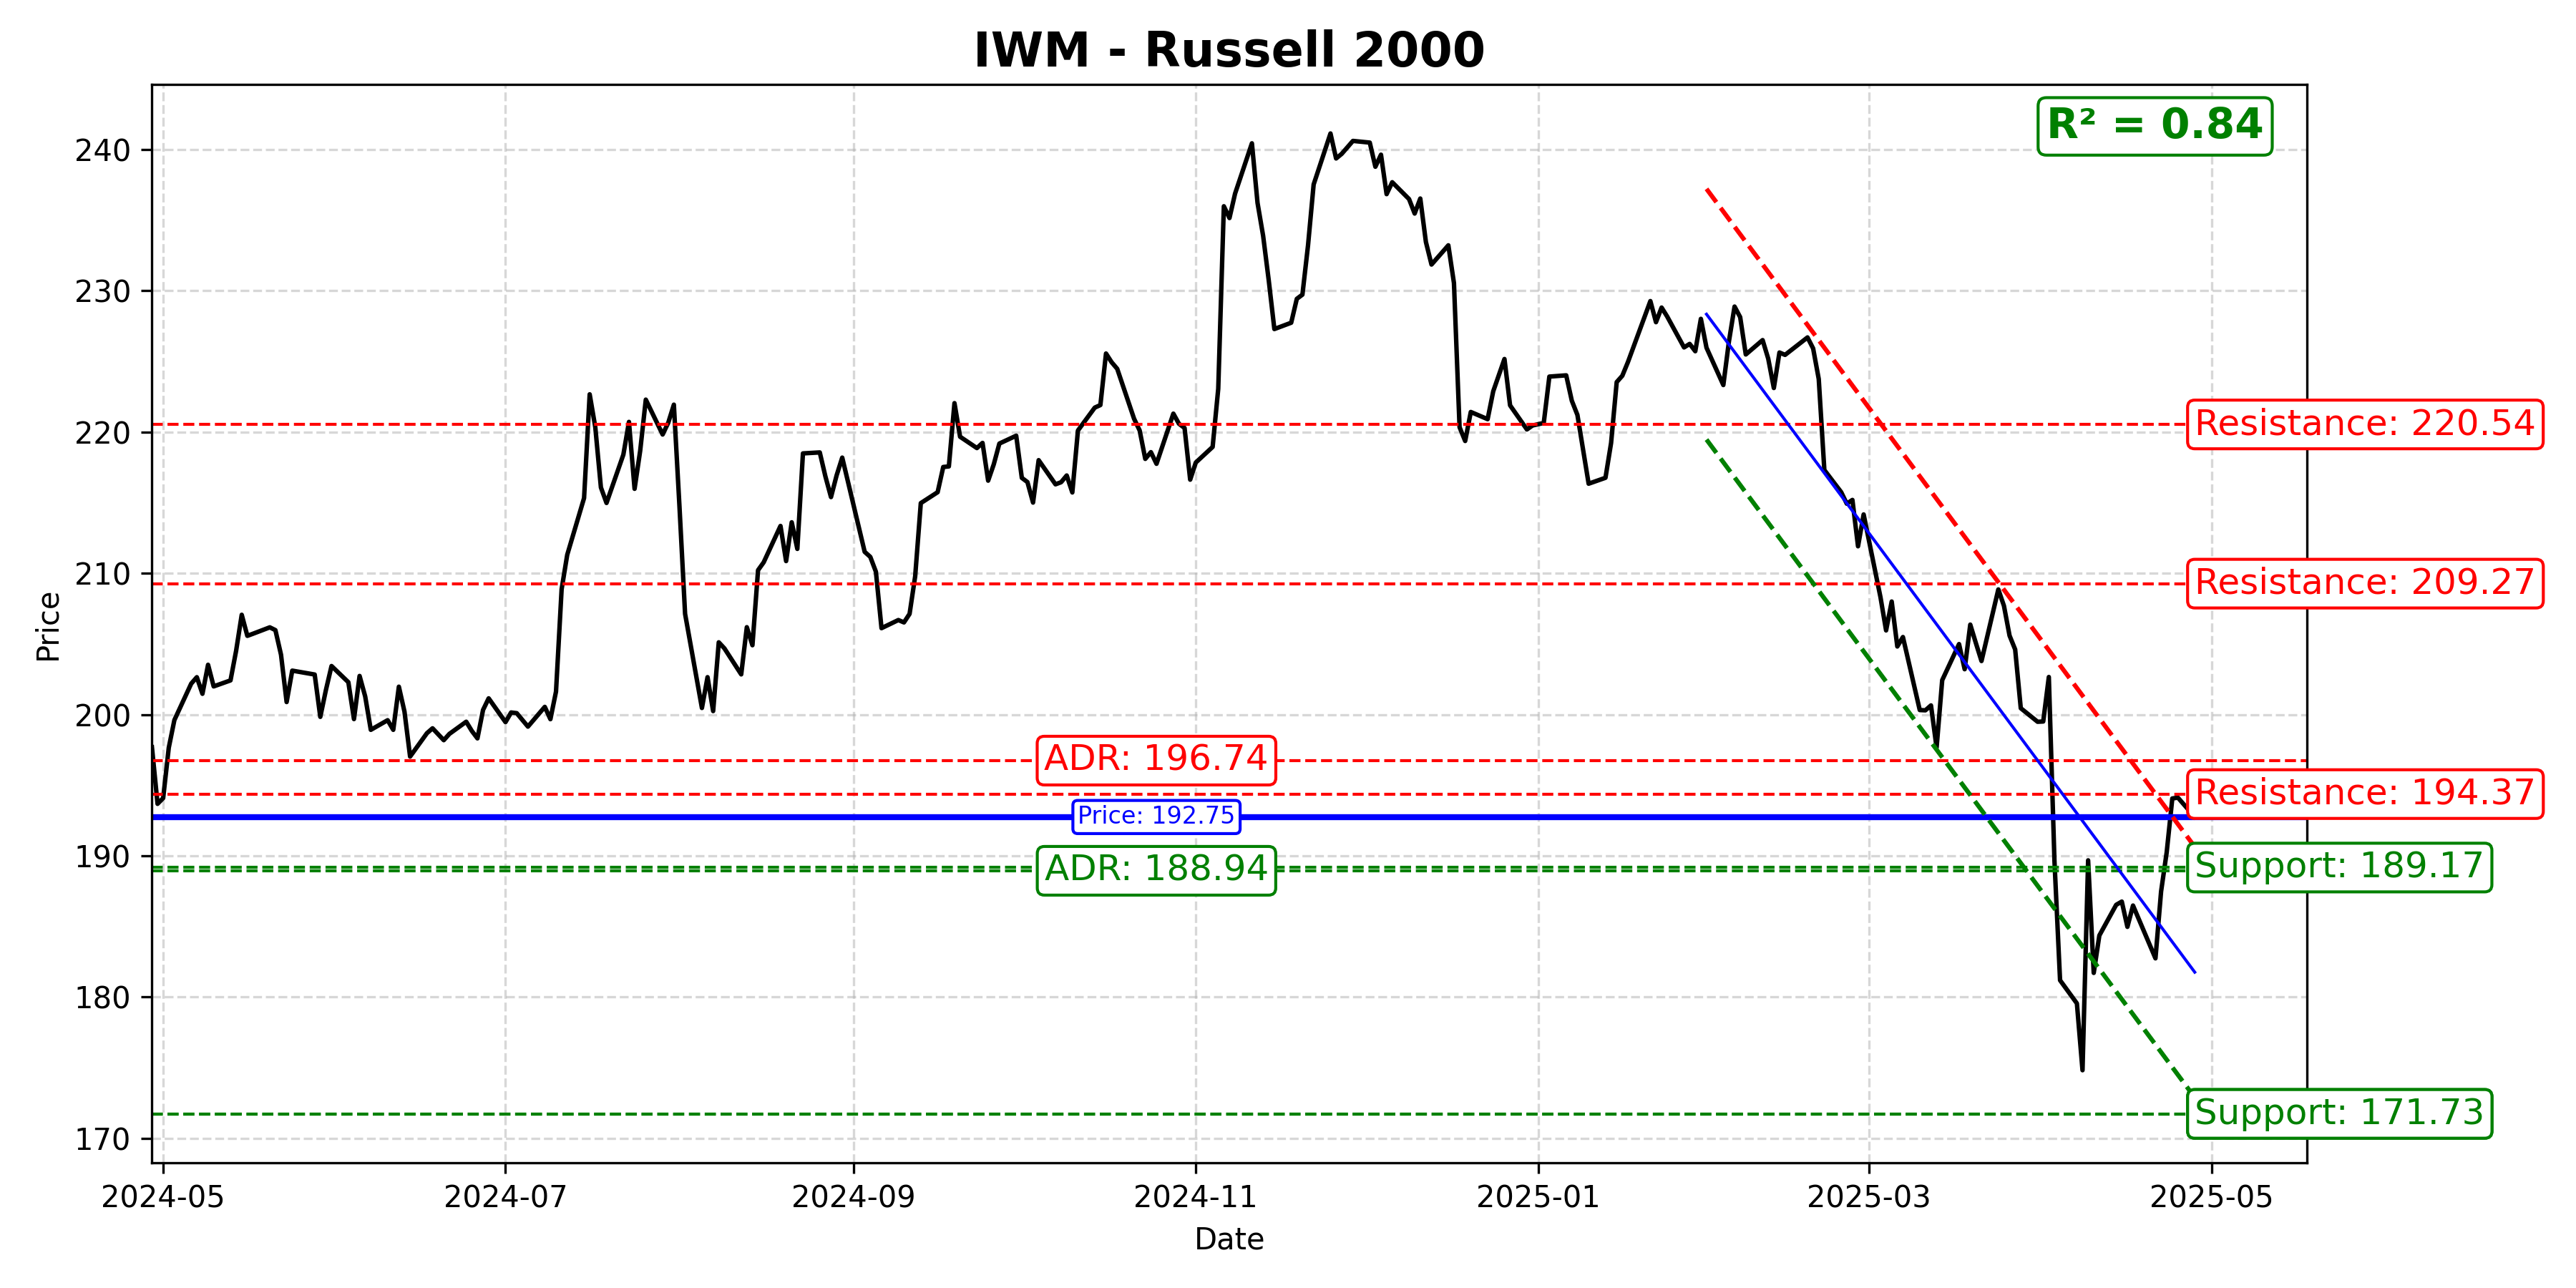 IWM - Russell 2000
R² = 0.84
240
230
220
210
200
190
180
170
Price
Resistance: 220.54
Resistance: 209.27
ADR: 196.74
Resistance: 194.37
Price: 192.75
ADR: 188.94
Support: 189.17
Support: 171.73
2024-05
2024-07
2024-09
2024-11
2025-01
2025-03
2025-05
Date